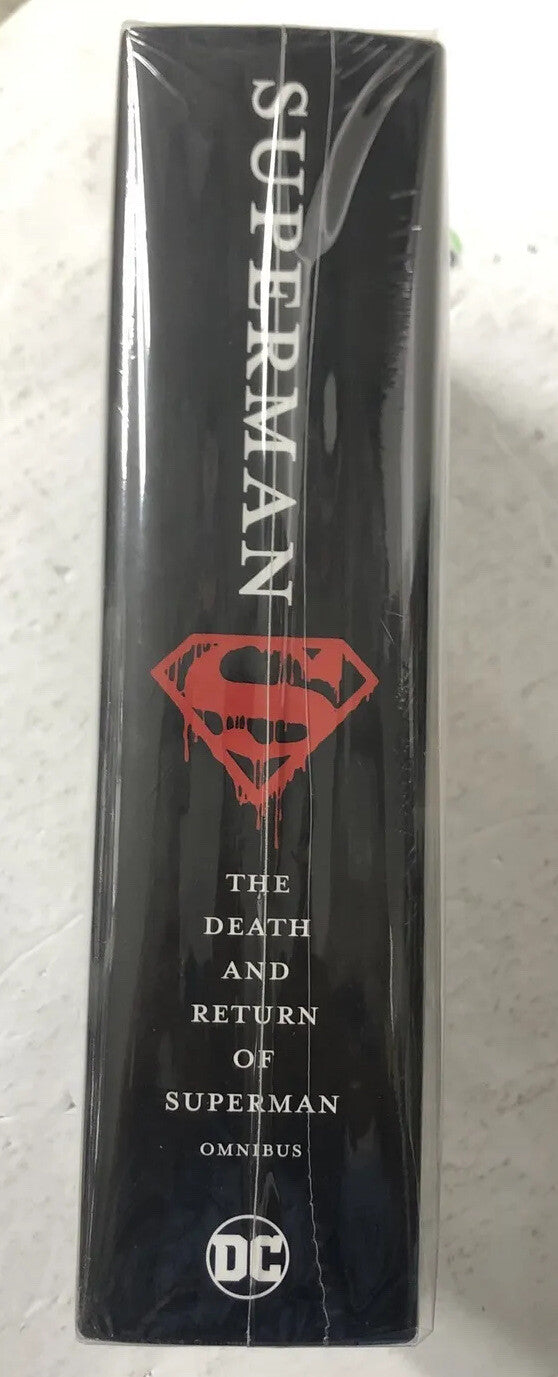 SUPERMAN
THE
DEATH
AND
RETURN
OF
SUPERMAN
OMNIBUS
DC